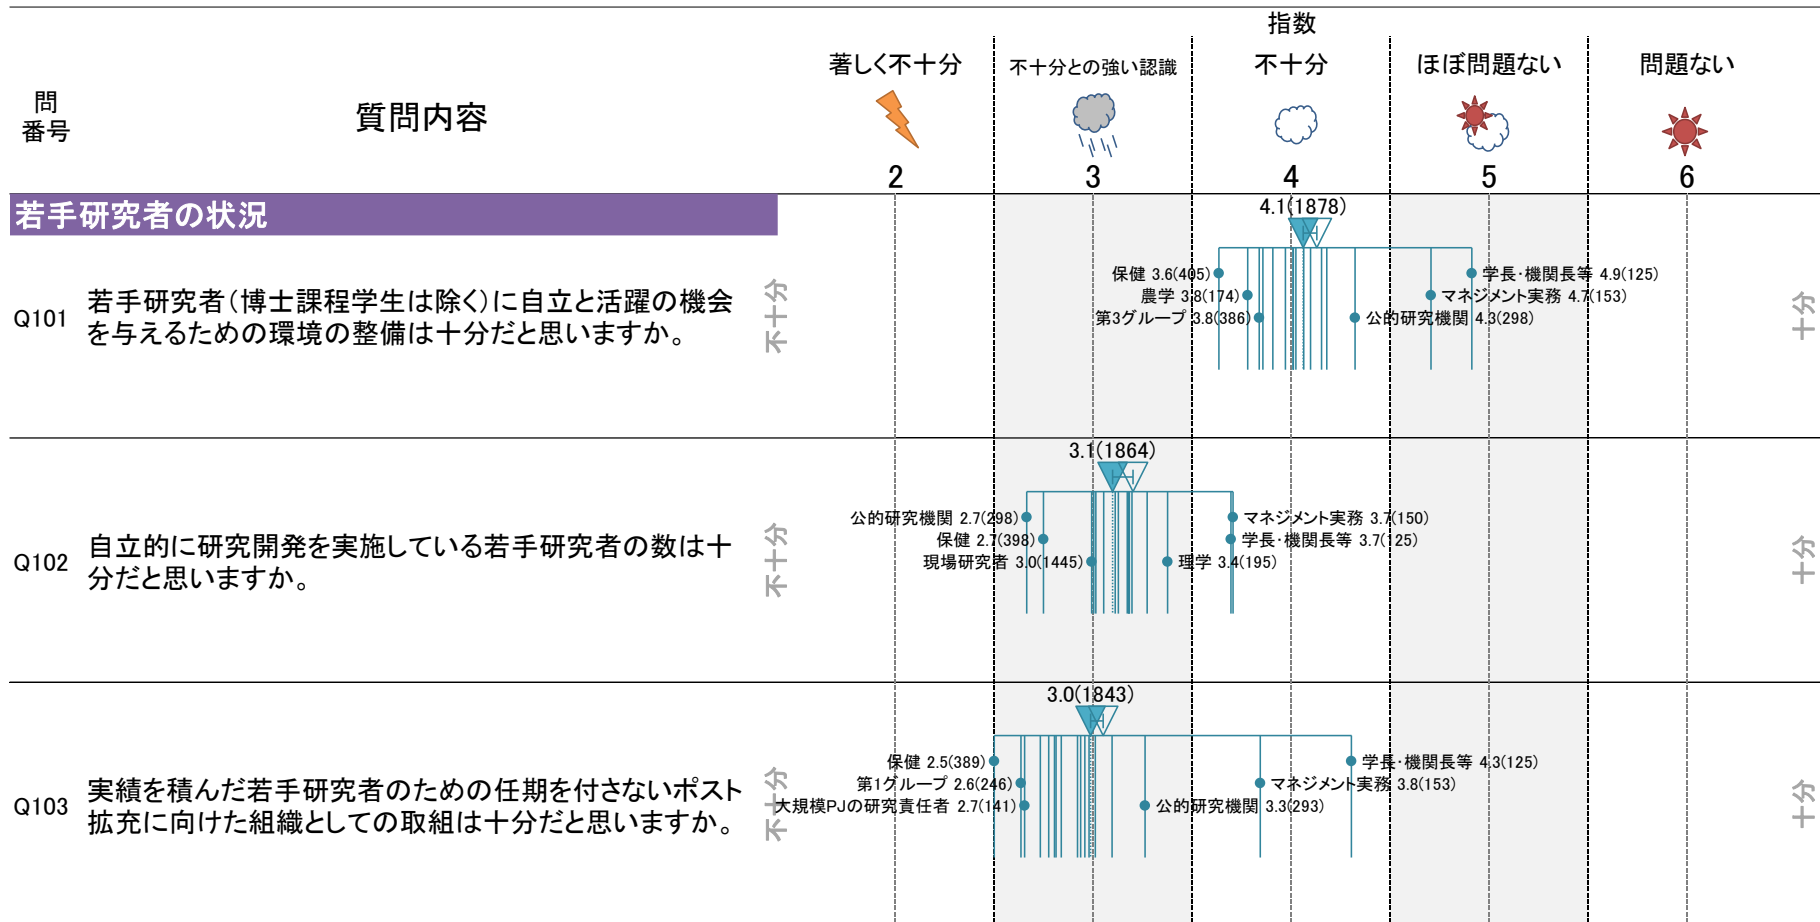 指数
著しく不十分
不十分との強い認識
不十分
ほぼ問題ない
問題ない
問
番号
質問内容
2
3
4
5
6
若手研究者の状況
4.1(1878)
Q101
若手研究者(博士課程学生は除く)に自立と活躍の機会
を与えるための環境の整備は十分だと思いますか。
不十分
保健 3.6(405)
農学 3.8(174)
第3グループ 3.8(386)
学長・機関長等 4.9(125)
マネジメント実務 4.7(153)
公的研究機関 4.3(298)
十分
3.1(1864)
Q102
自立的に研究開発を実施している若手研究者の数は十
分だと思いますか。
不十分
公的研究機関 2.7(298)
保健 2.7(398)
現場研究者 3.0(1445)
マネジメント実務 3.7(150)
学長・機関長等 3.7(125)
理学 3.4(195)
十分
3.0(1843)
Q103
実績を積んだ若手研究者のための任期を付さないポスト
拡充に向けた組織としての取組は十分だと思いますか。
不十分
保健 2.5(389)
第1グループ 2.6(246)
大規模PJの研究責任者 2.7(141)
学長・機関長等 4.3(125)
マネジメント実務 3.8(153)
公的研究機関 3.3(293)
十分